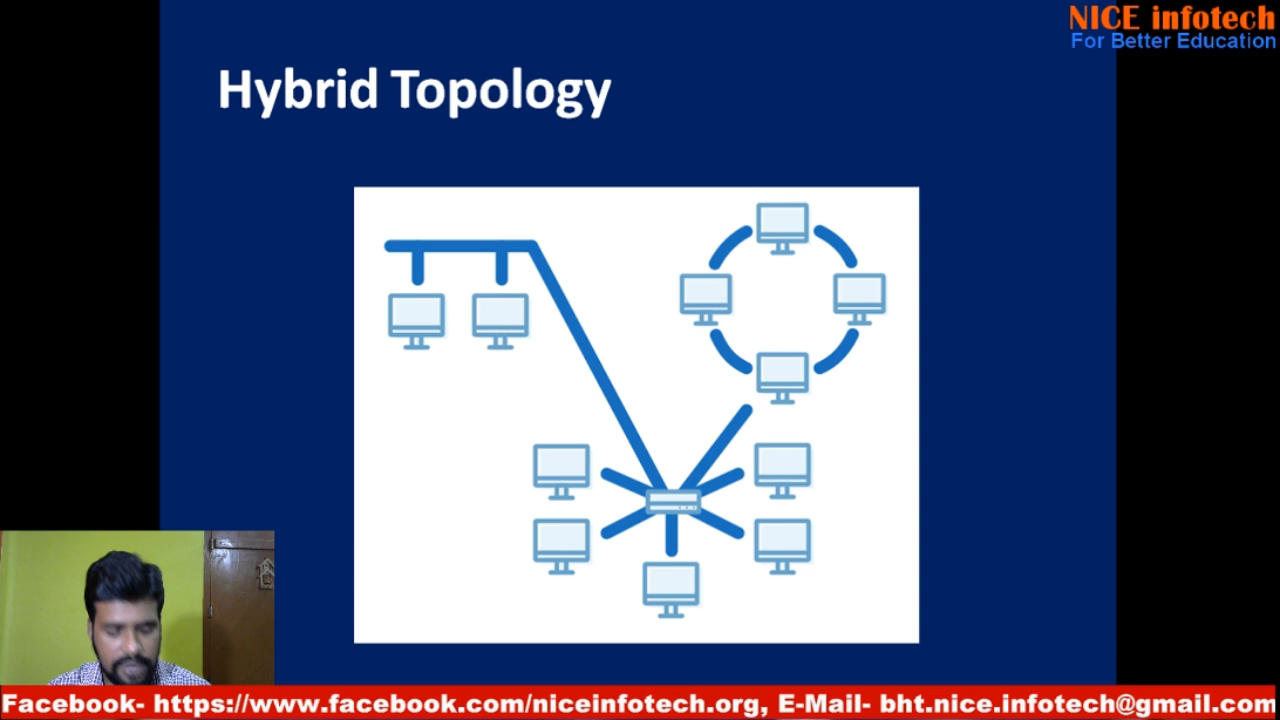 NICE infotech
For Better Education
Hybrid Topology
Facebook- https://www.facebook.com/niceinfotech.org, E-Mail- bht.nice.infotech@gmail.com